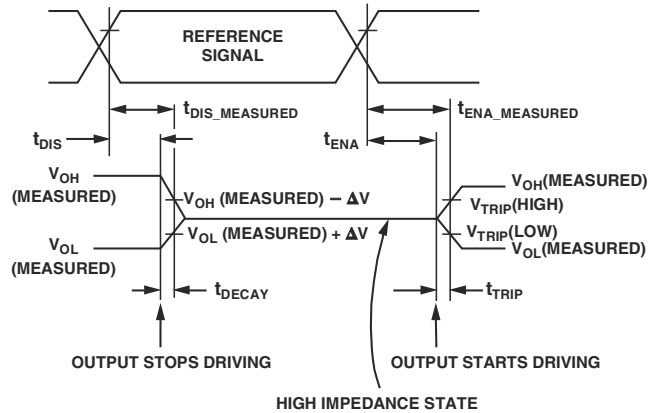 REFERENCE
SIGNAL
tDIS_MEASURED
tENA_MEASURED
tDIS
tENA
VOH
(MEASURED)
VOH (MEASURED) – ΔV
VOH(MEASURED)
VTRIP(HIGH)
VOL (MEASURED) + ΔV
VTRIP(LOW)
VOL
(MEASURED)
VOL(MEASURED)
tDECAY
tTRIP
OUTPUT STOPS DRIVING
OUTPUT STARTS DRIVING
HIGH IMPEDANCE STATE